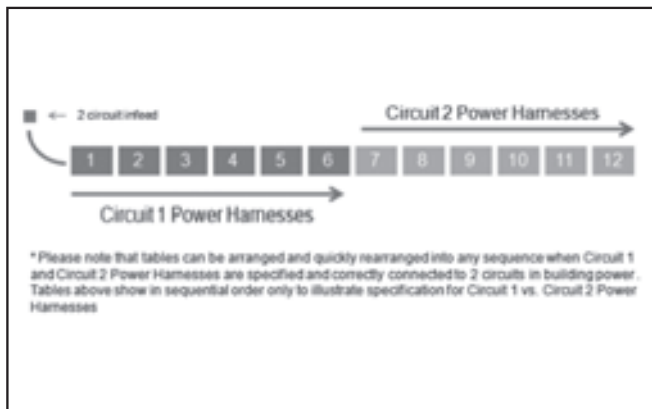 2 circuit infeed
Circuit 2 Power Harnesses
1 2 3 4 5 6 7 8 9 10 11 12
Circuit 1 Power Harnesses
* Please note that tables can be arranged and quickly rearranged into any sequence when Circuit 1
and Circuit 2 Power Harnesses are specified and correctly connected to 2 circuits in building power.
Tables above show in sequential order only to illustrate specification for Circuit 1 vs. Circuit 2 Power
Harnesses